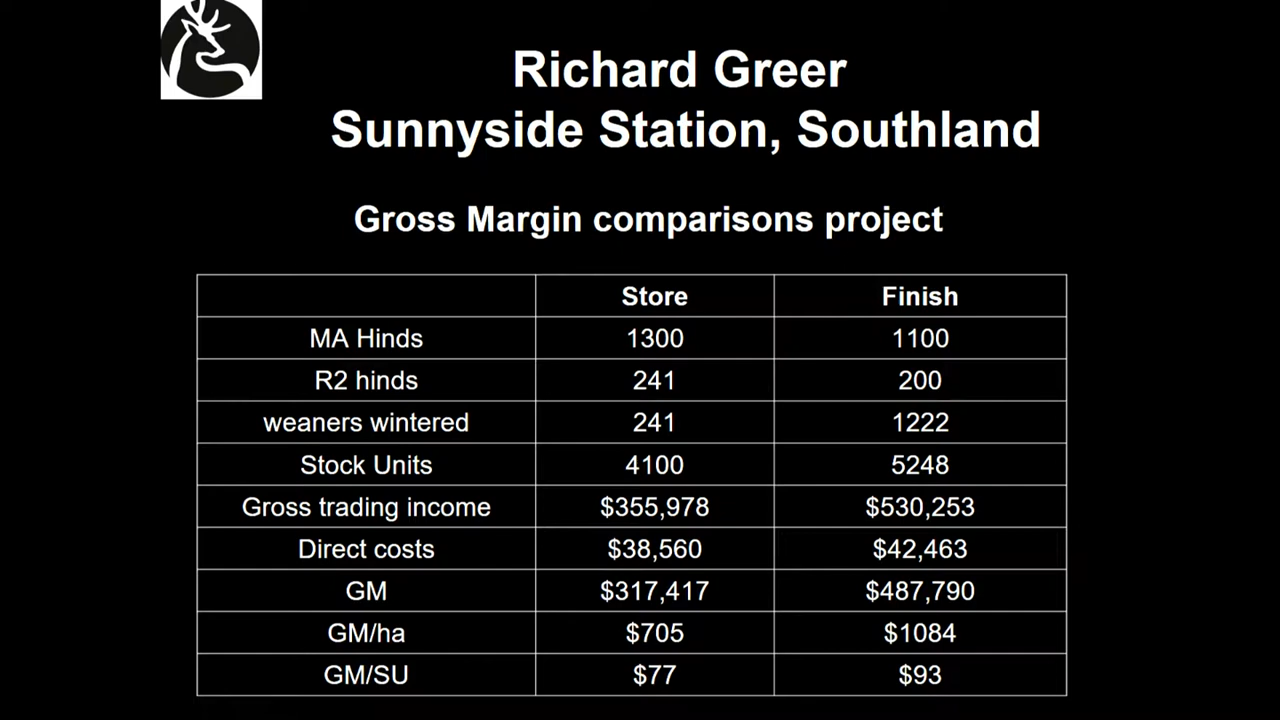 Richard Greer
Sunnyside Station, Southland
Gross Margin comparisons project
Store Finish
MA Hinds 1300 1100
R2 hinds 241 200
weaners wintered 241 1222
Stock Units 4100 5248
Gross trading income $355,978 $530,253
Direct costs $38,560 $42,463
GM $317,417 $487,790
GM/ha $705 $1084
GM/SU $77 $93